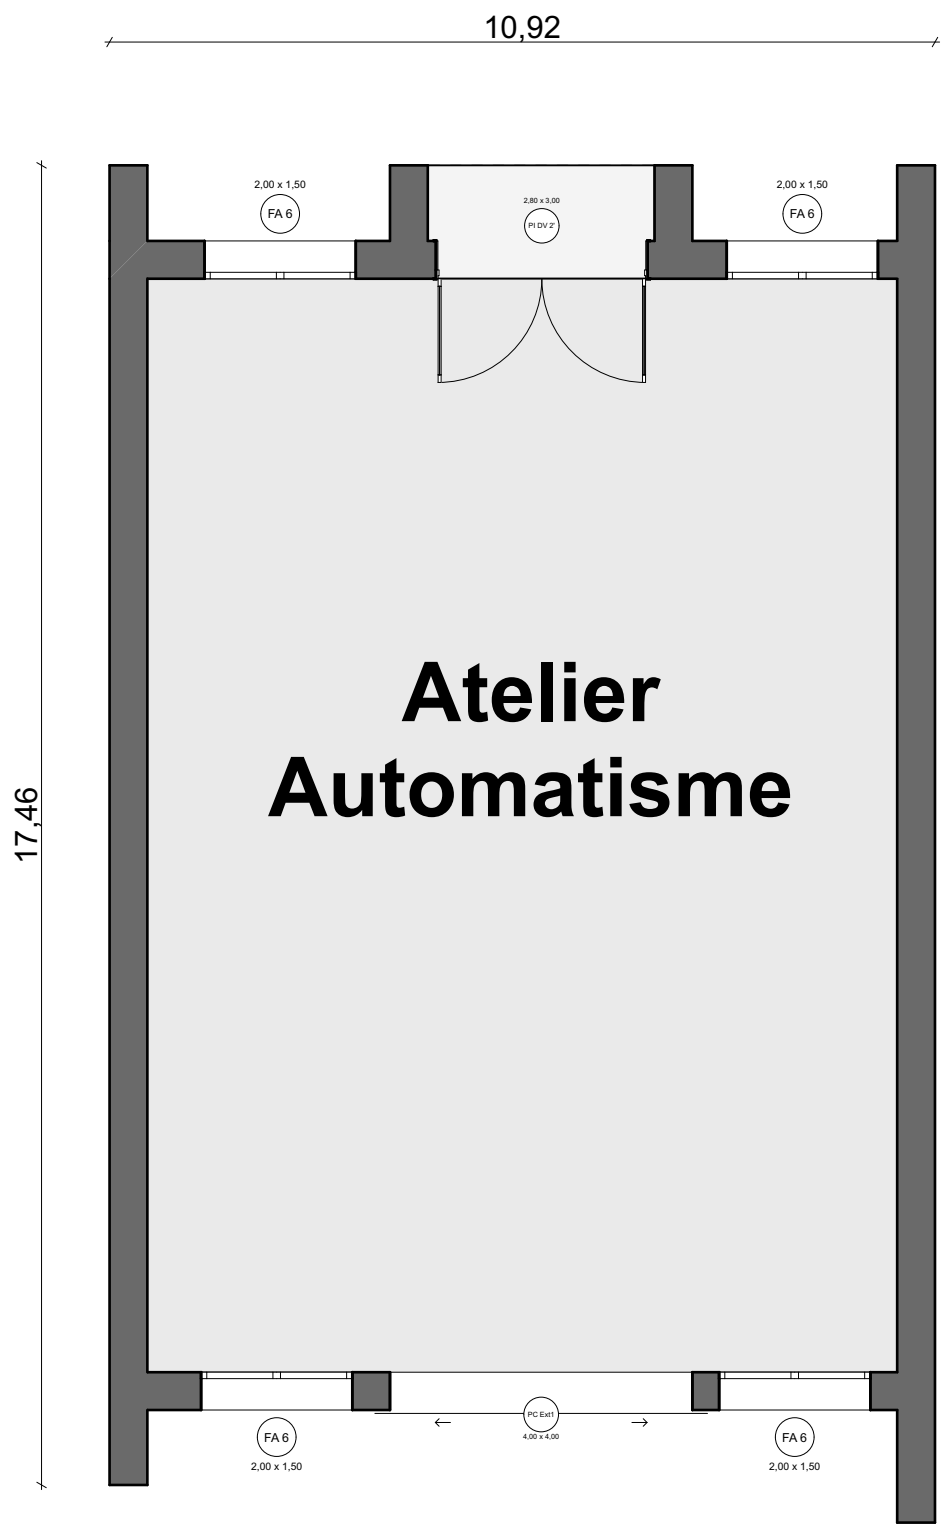 10,92
2,00 x 1,50
FA 6
2,80 x 3,00
PI DV 2'
2,00 x 1,50
FA 6
Atelier
Automatisme
17,46
FA 6
2,00 x 1,50
PC Ext1
4,00 x 4,00
FA 6
2,00 x 1,50